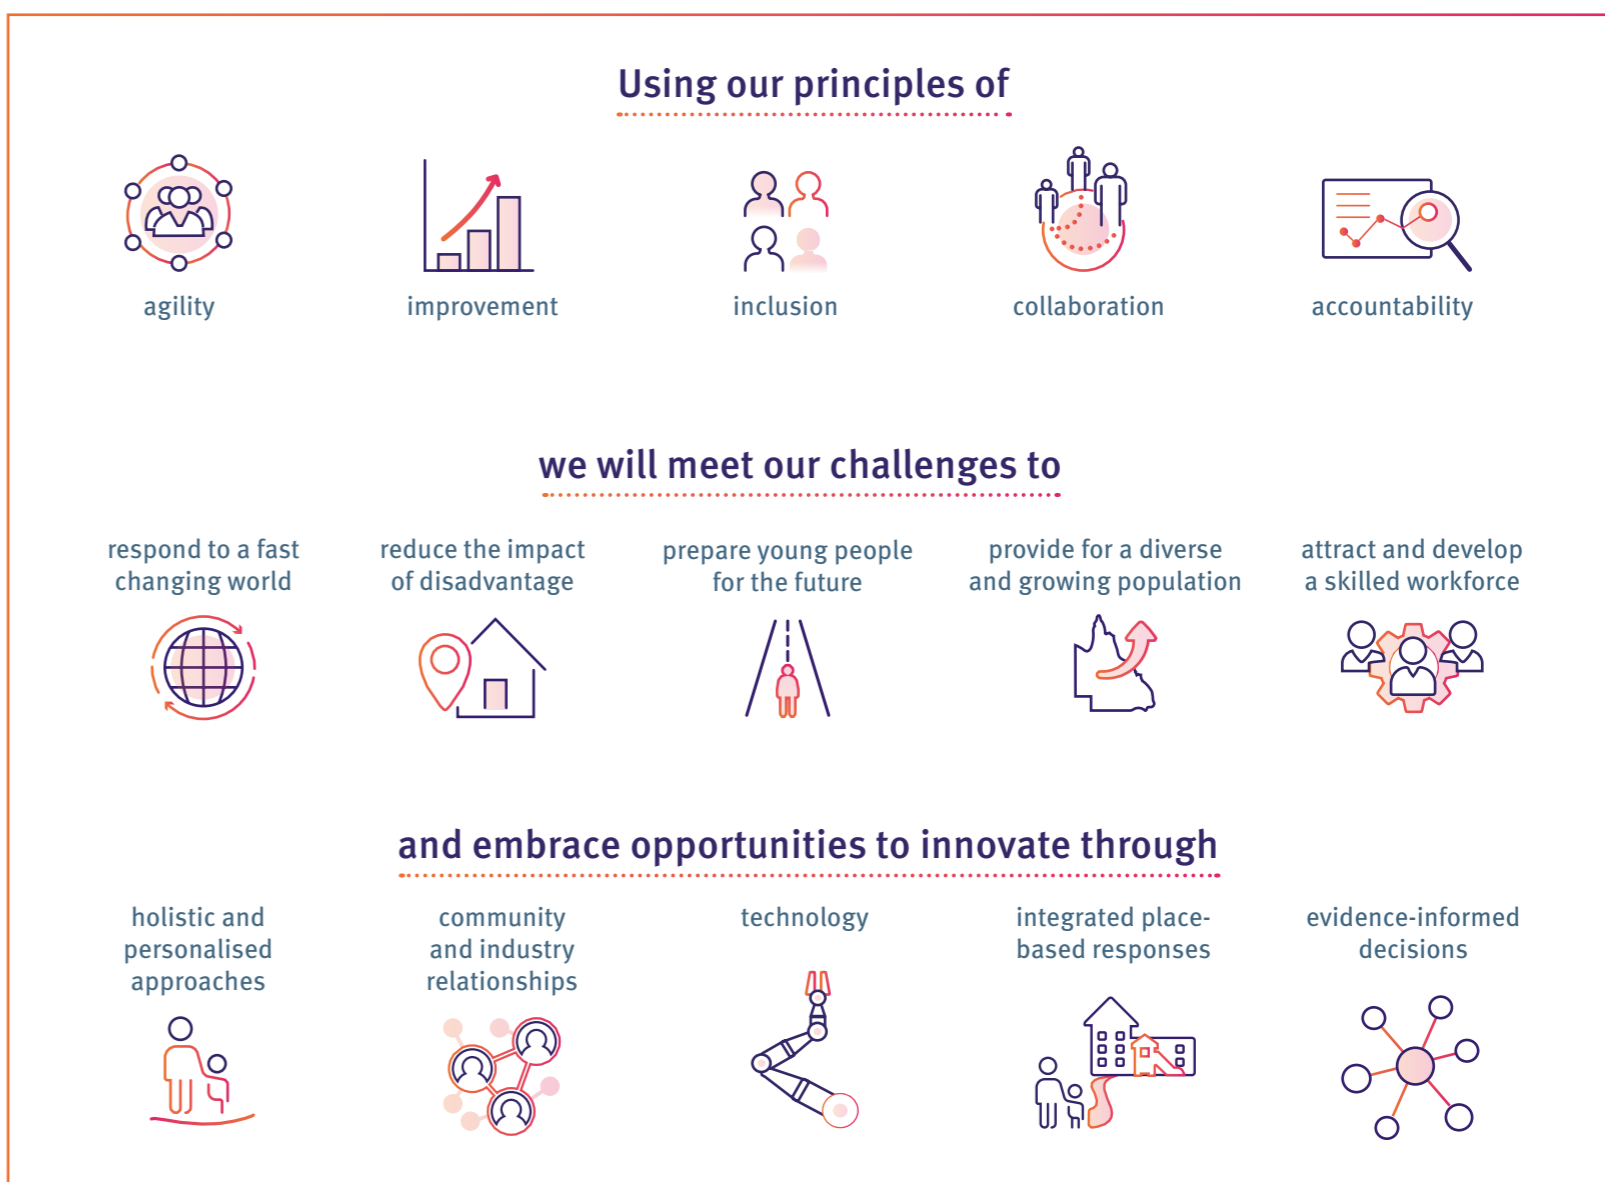 Using our principles of
agility
improvement
inclusion
collaboration
accountability
we will meet our challenges to
respond to a fast
changing world
reduce the impact
of disadvantage
prepare young people
for the future
provide for a diverse
and growing population
attract and develop
a skilled workforce
and embrace opportunities to innovate through
holistic and
personalised
approaches
community
and industry
relationships
technology
integrated place-
based responses
evidence-informed
decisions